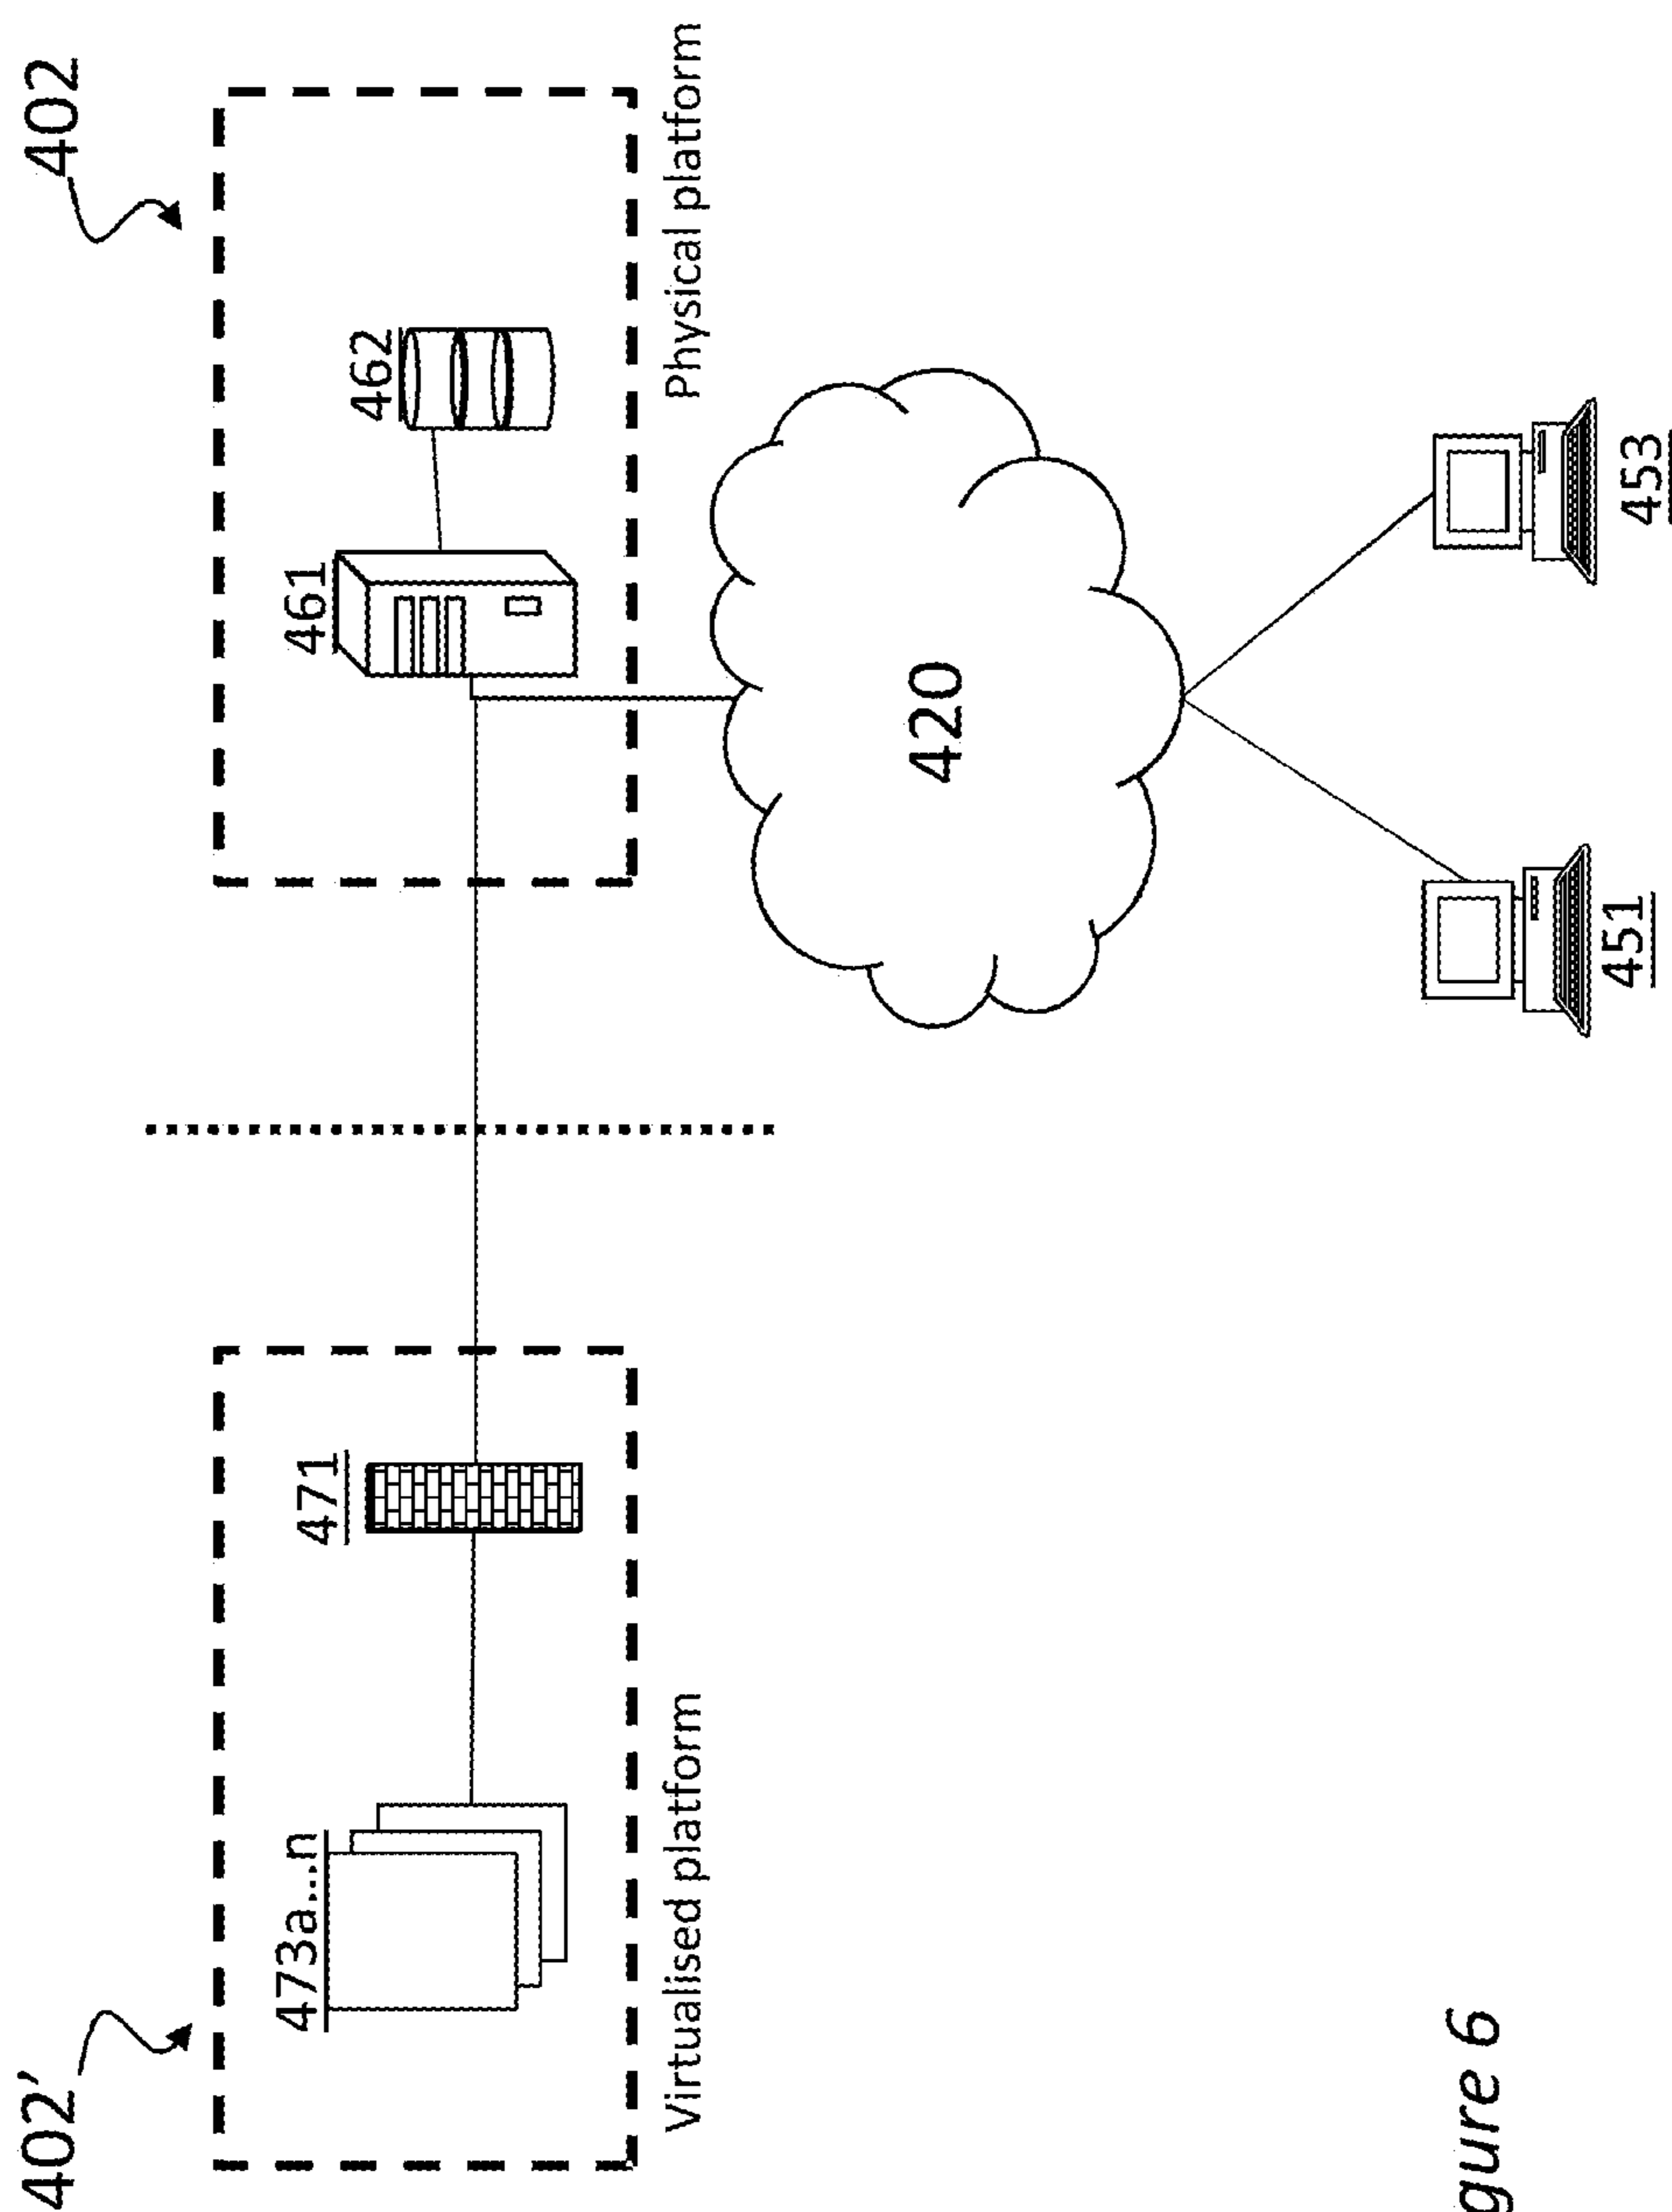 402'
402
473a...n
471
461
462
Virtualised platform
Physical platform
420
451
453
gure 6